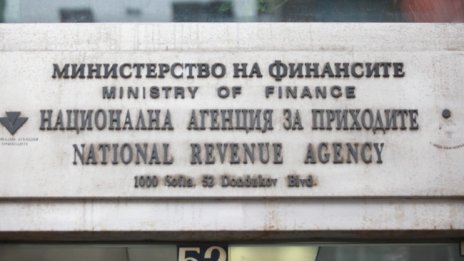 МИНИСТЕРСТВО НА ФИНАНСИТЕ
MINISTRY OF FINANCE
НАЦИОНАЛНА АГЕНЦИЯ ЗА ПРИХОДИТЕ
NATIONAL REVENUE AGENCY
1000 Sofia, 52 Dondukov Blvd.
52